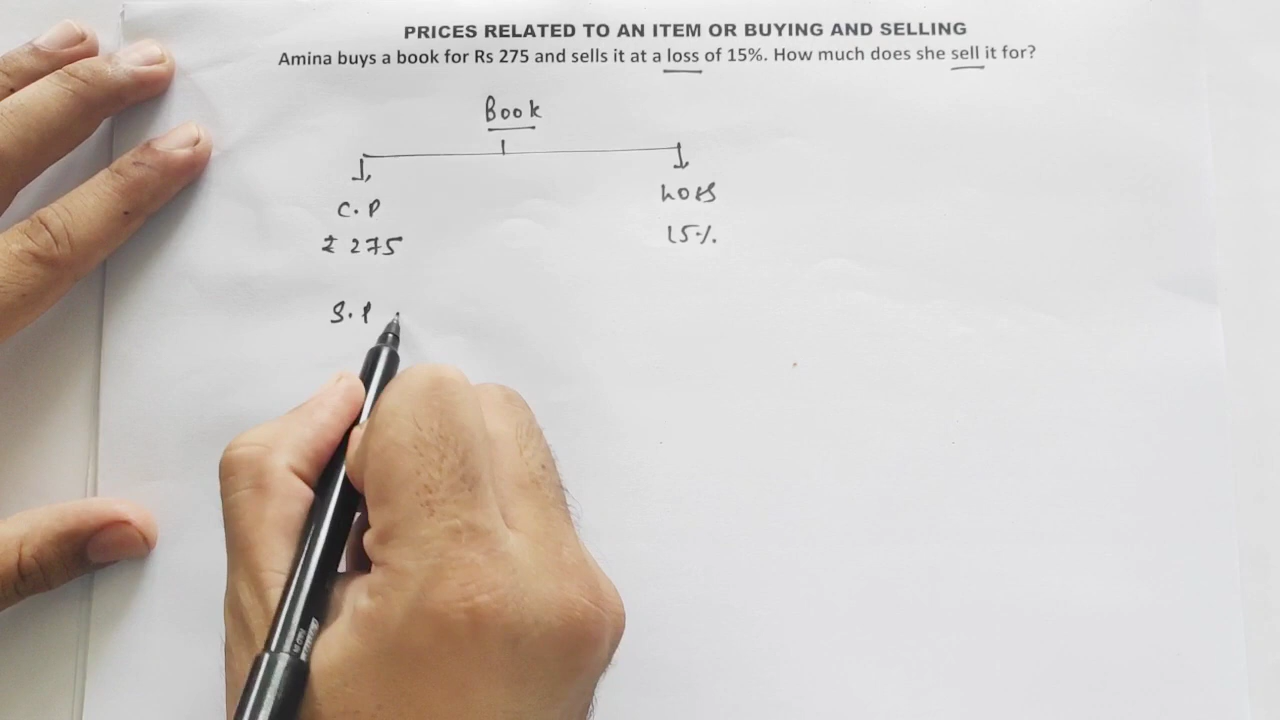 PRICES RELATED TO AN ITEM OR BUYING AND SELLING
Amina buys a book for Rs 275 and sells it at a loss of 15%. How much does she sell it for?
Book
C.P
Loss
₹ 275
15%
S.P